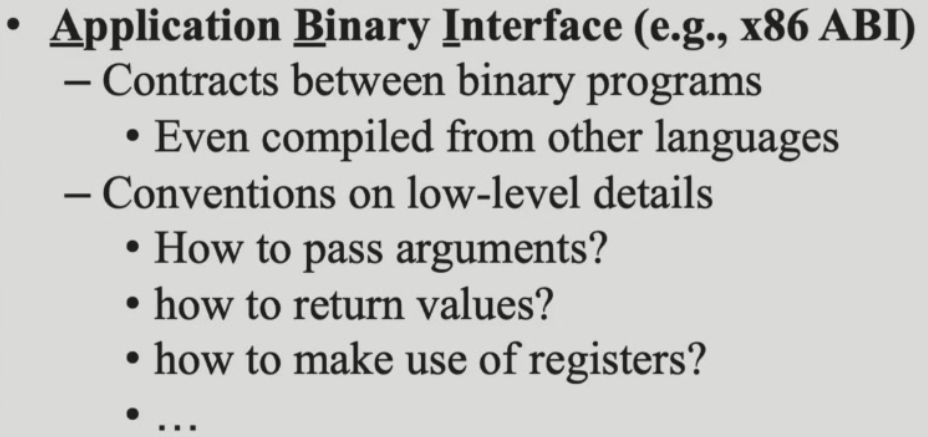 • Application Binary Interface (e.g., x86 ABI)
– Contracts between binary programs
• Even compiled from other languages
– Conventions on low-level details
• How to pass arguments?
• how to return values?
• how to make use of registers?
• …